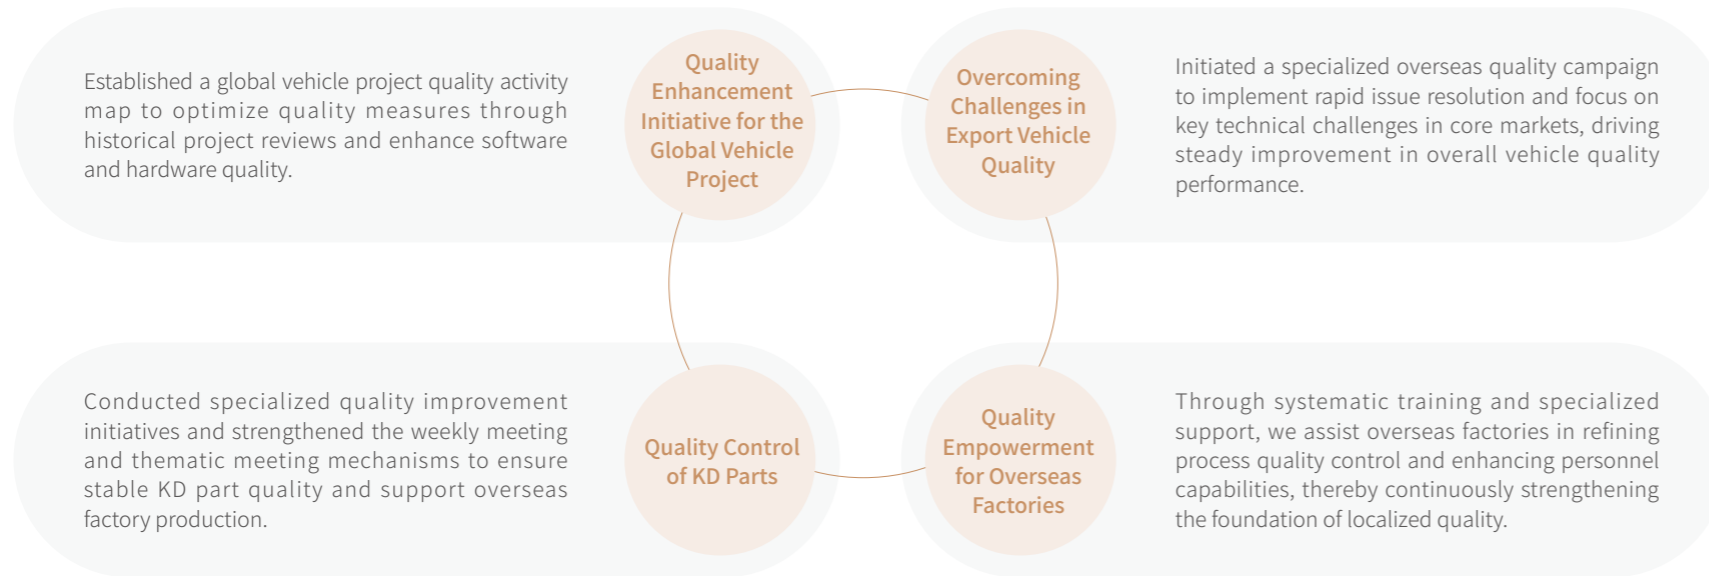 Quality
Enhancement
Initiative for the
Global Vehicle
Project
Established a global vehicle project quality activity
map to optimize quality measures through
historical project reviews and enhance software
and hardware quality.
Overcoming
Challenges in
Export Vehicle
Quality
Initiated a specialized overseas quality campaign
to implement rapid issue resolution and focus on
key technical challenges in core markets, driving
steady improvement in overall vehicle quality
performance.
Quality Control
of KD Parts
Conducted specialized quality improvement
initiatives and strengthened the weekly meeting
and thematic meeting mechanisms to ensure
stable KD part quality and support overseas
factory production.
Quality
Empowerment
for Overseas
Factories
Through systematic training and specialized
support, we assist overseas factories in refining
process quality control and enhancing personnel
capabilities, thereby continuously strengthening
the foundation of localized quality.